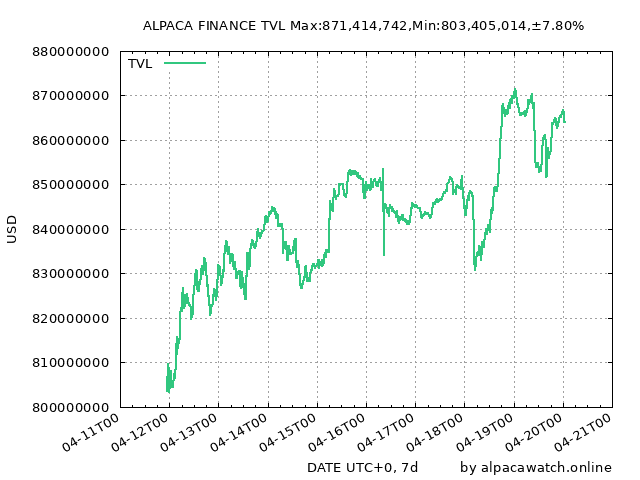 ALPACA FINANCE TVL Max:871,414,742,Min:803,405,014,±7.80%
880000000
TVL
870000000
860000000
850000000
840000000
830000000
820000000
810000000
800000000
USD
04-11T00
04-12T00
04-13T00
04-14T00
04-15T00
04-16T00
04-17T00
04-18T00
04-19T00
04-20T00
04-21T00
DATE UTC+0, 7d
by alpacawatch.online